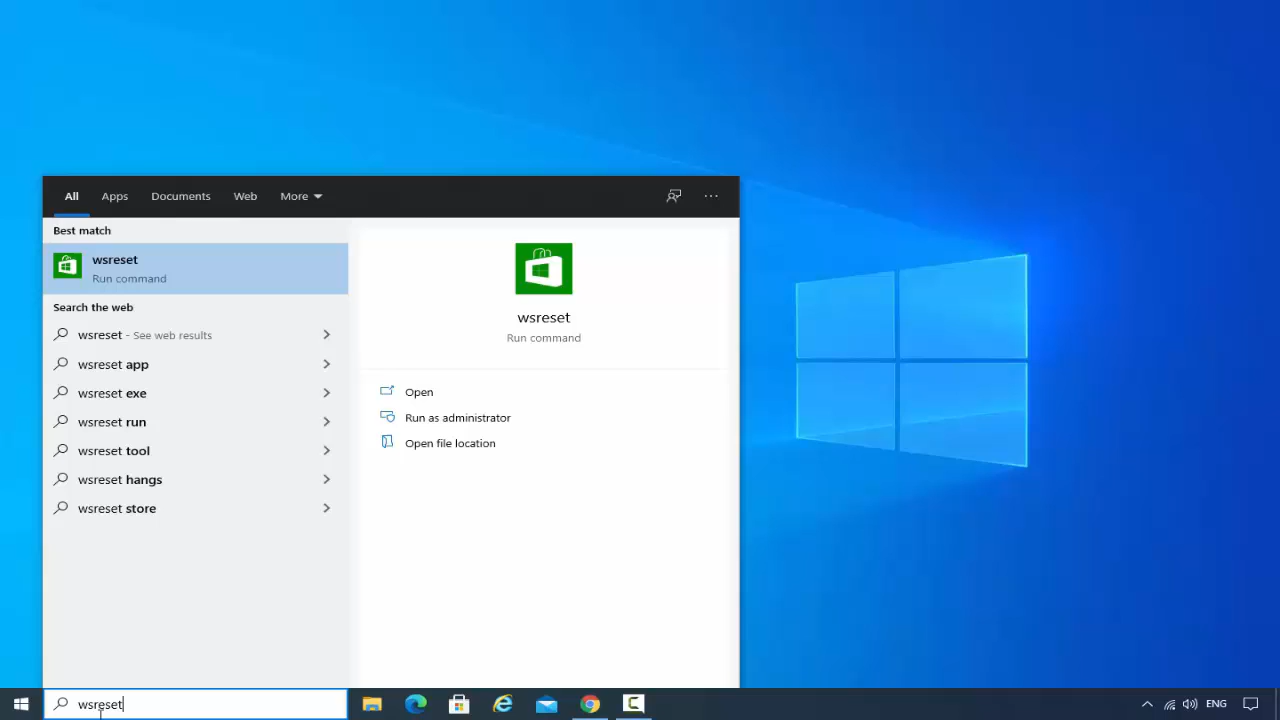 All Apps Documents Web More
Best match
wsreset
Run command
Search the web
wsreset - See web results
wsreset app
wsreset exe
wsreset run
wsreset tool
wsreset hangs
wsreset store
wsreset
Run command
Open
Run as administrator
Open file location
wsreset
ENG